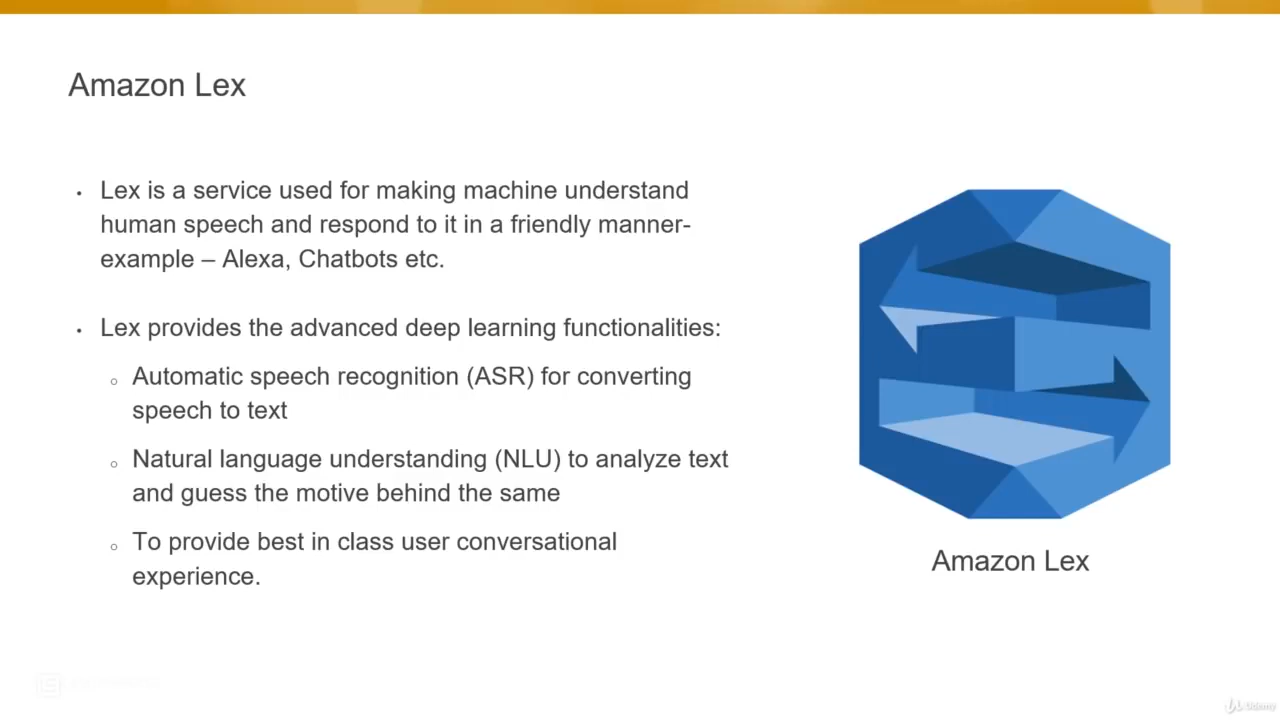 Amazon Lex
• Lex is a service used for making machine understand
human speech and respond to it in a friendly manner-
example – Alexa, Chatbots etc.
• Lex provides the advanced deep learning functionalities:
○ Automatic speech recognition (ASR) for converting
speech to text
○ Natural language understanding (NLU) to analyze text
and guess the motive behind the same
○ To provide best in class user conversational
experience.
Amazon Lex
Udemy